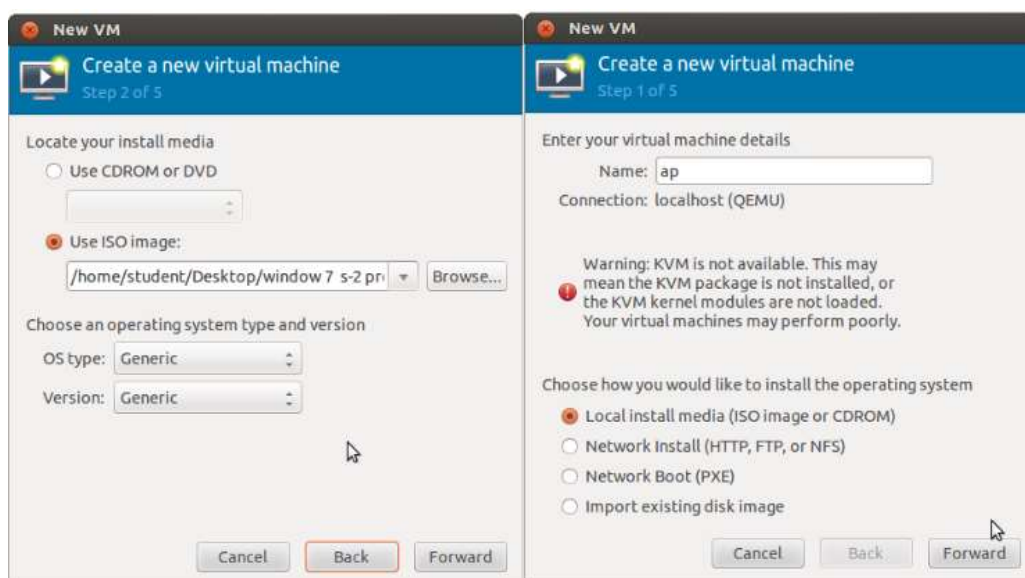 New VM
Create a new virtual machine
Step 2 of 5
Locate your install media
Use CDROM or DVD
Use ISO image:
/home/student/Desktop/window 7 s-2 pr
Browse...
Choose an operating system type and version
OS type: Generic
Version: Generic
Cancel Back Forward
New VM
Create a new virtual machine
Step 1 of 5
Enter your virtual machine details
Name: ap
Connection: localhost (QEMU)
Warning: KVM is not available. This may
mean the KVM package is not installed, or
the KVM kernel modules are not loaded.
Your virtual machines may perform poorly.
Choose how you would like to install the operating system
Local install media (ISO image or CDROM)
Network Install (HTTP, FTP, or NFS)
Network Boot (PXE)
Import existing disk image
Cancel Back Forward